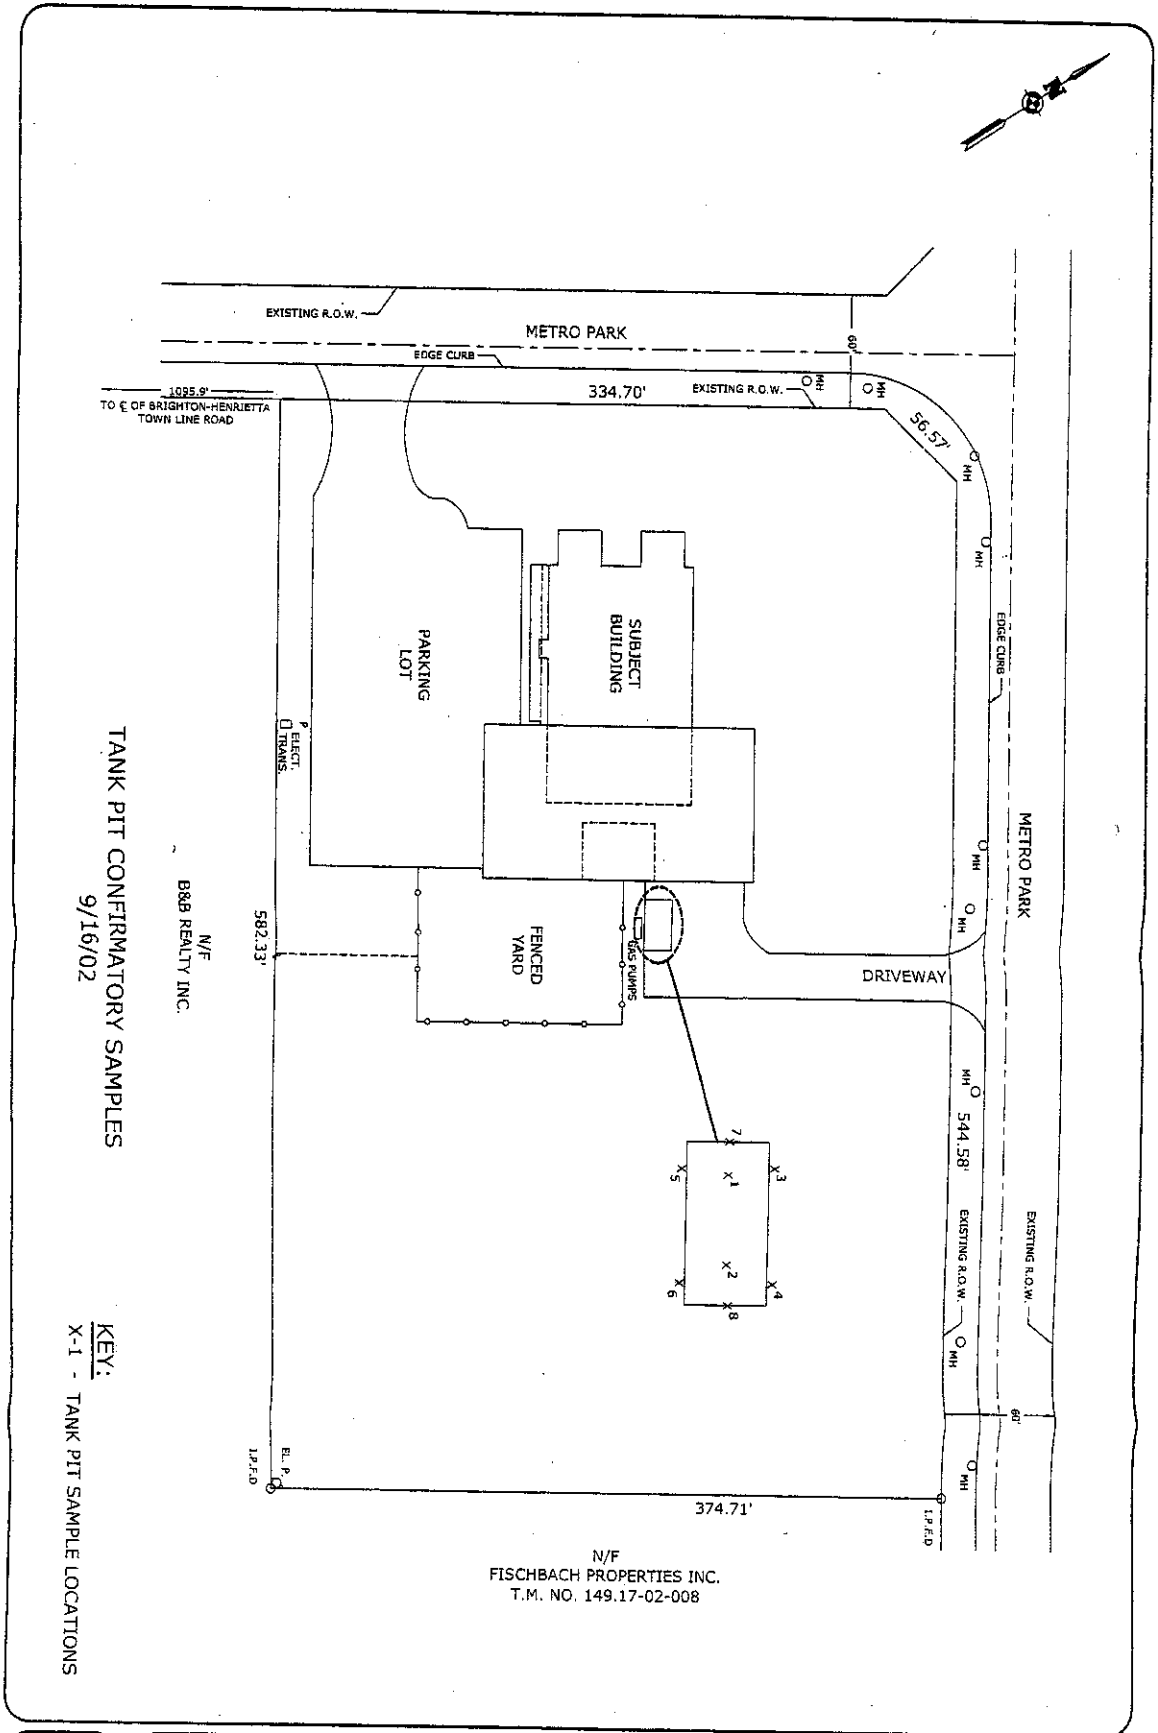 N
EXISTING R.O.W.
METRO PARK
60'
EDGE CURB
1095.9'
TO ℄ OF BRIGHTON-HENRIETTA
TOWN LINE ROAD
334.70'
EXISTING R.O.W.
MH
MH
56.57'
MH
MH
EDGE CURB
METRO PARK
SUBJECT
BUILDING
PARKING
LOT
P
ELECT.
TRANS.
MH
MH
DRIVEWAY
GAS PUMPS
FENCED
YARD
582.33'
N/F
B&B REALTY INC.
MH
544.58'
EXISTING R.O.W.
EXISTING R.O.W.
MH
60'
MH
7
X
X1
X3
X5
X2
X4
X6
X8
EL. P.
I.P.F.D
374.71'
I.P.F.D
N/F
FISCHBACH PROPERTIES INC.
T.M. NO. 149.17-02-008
TANK PIT CONFIRMATORY SAMPLES
9/16/02
KEY:
X-1 - TANK PIT SAMPLE LOCATIONS